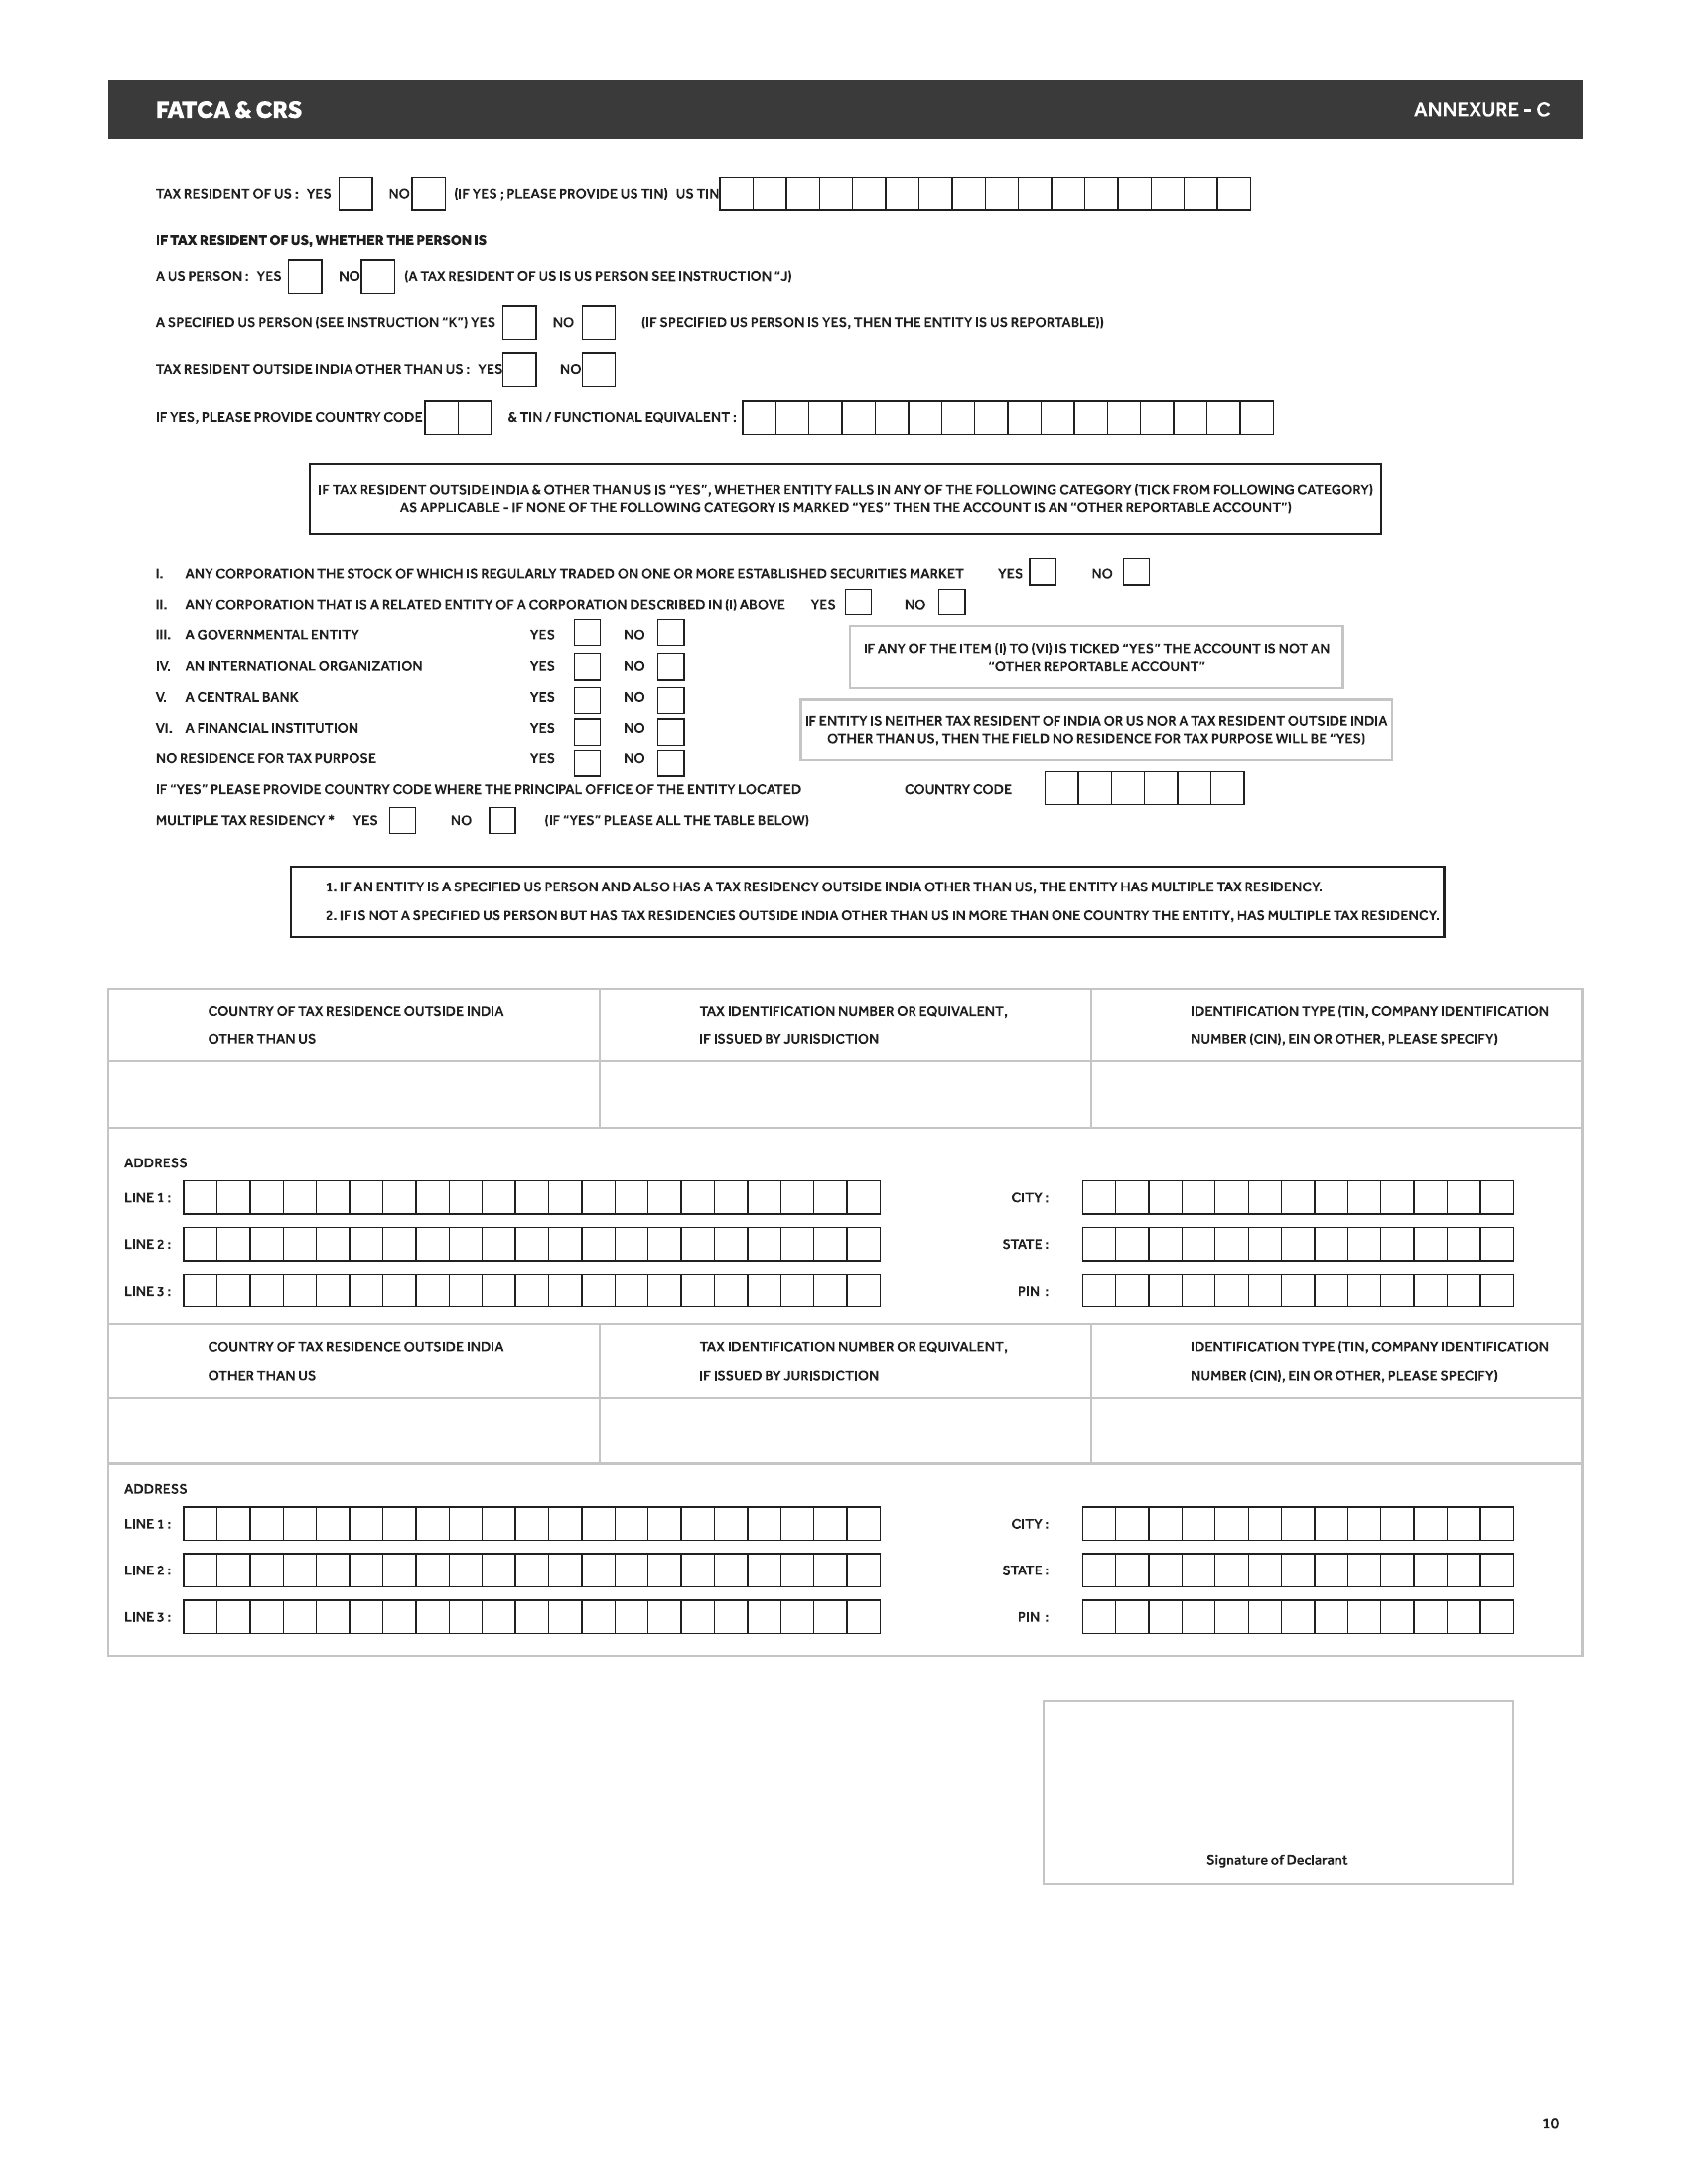 FATCA & CRS ANNEXURE - C
TAX RESIDENT OF US : YES NO (IF YES ; PLEASE PROVIDE US TIN) US TIN
IF TAX RESIDENT OF US, WHETHER THE PERSON IS
A US PERSON : YES NO (A TAX RESIDENT OF US IS US PERSON SEE INSTRUCTION “J)
A SPECIFIED US PERSON (SEE INSTRUCTION “K”) YES NO (IF SPECIFIED US PERSON IS YES, THEN THE ENTITY IS US REPORTABLE))
TAX RESIDENT OUTSIDE INDIA OTHER THAN US : YES NO
IF YES, PLEASE PROVIDE COUNTRY CODE & TIN / FUNCTIONAL EQUIVALENT :
IF TAX RESIDENT OUTSIDE INDIA & OTHER THAN US IS “YES”, WHETHER ENTITY FALLS IN ANY OF THE FOLLOWING CATEGORY (TICK FROM FOLLOWING CATEGORY)
AS APPLICABLE - IF NONE OF THE FOLLOWING CATEGORY IS MARKED “YES” THEN THE ACCOUNT IS AN “OTHER REPORTABLE ACCOUNT”)
I. ANY CORPORATION THE STOCK OF WHICH IS REGULARLY TRADED ON ONE OR MORE ESTABLISHED SECURITIES MARKET YES NO
II. ANY CORPORATION THAT IS A RELATED ENTITY OF A CORPORATION DESCRIBED IN (I) ABOVE YES NO
III. A GOVERNMENTAL ENTITY YES NO
IV. AN INTERNATIONAL ORGANIZATION YES NO
V. A CENTRAL BANK YES NO
VI. A FINANCIAL INSTITUTION YES NO
NO RESIDENCE FOR TAX PURPOSE YES NO
IF ANY OF THE ITEM (I) TO (VI) IS TICKED “YES” THE ACCOUNT IS NOT AN
“OTHER REPORTABLE ACCOUNT”
IF ENTITY IS NEITHER TAX RESIDENT OF INDIA OR US NOR A TAX RESIDENT OUTSIDE INDIA
OTHER THAN US, THEN THE FIELD NO RESIDENCE FOR TAX PURPOSE WILL BE “YES)
IF “YES” PLEASE PROVIDE COUNTRY CODE WHERE THE PRINCIPAL OFFICE OF THE ENTITY LOCATED COUNTRY CODE
MULTIPLE TAX RESIDENCY * YES NO (IF “YES” PLEASE ALL THE TABLE BELOW)
1. IF AN ENTITY IS A SPECIFIED US PERSON AND ALSO HAS A TAX RESIDENCY OUTSIDE INDIA OTHER THAN US, THE ENTITY HAS MULTIPLE TAX RESIDENCY.
2. IF IS NOT A SPECIFIED US PERSON BUT HAS TAX RESIDENCIES OUTSIDE INDIA OTHER THAN US IN MORE THAN ONE COUNTRY THE ENTITY, HAS MULTIPLE TAX RESIDENCY.
COUNTRY OF TAX RESIDENCE OUTSIDE INDIA
OTHER THAN US
TAX IDENTIFICATION NUMBER OR EQUIVALENT,
IF ISSUED BY JURISDICTION
IDENTIFICATION TYPE (TIN, COMPANY IDENTIFICATION
NUMBER (CIN), EIN OR OTHER, PLEASE SPECIFY)
ADDRESS
LINE 1 : CITY :
LINE 2 : STATE :
LINE 3 : PIN :
COUNTRY OF TAX RESIDENCE OUTSIDE INDIA
OTHER THAN US
TAX IDENTIFICATION NUMBER OR EQUIVALENT,
IF ISSUED BY JURISDICTION
IDENTIFICATION TYPE (TIN, COMPANY IDENTIFICATION
NUMBER (CIN), EIN OR OTHER, PLEASE SPECIFY)
ADDRESS
LINE 1 : CITY :
LINE 2 : STATE :
LINE 3 : PIN :
Signature of Declarant
10